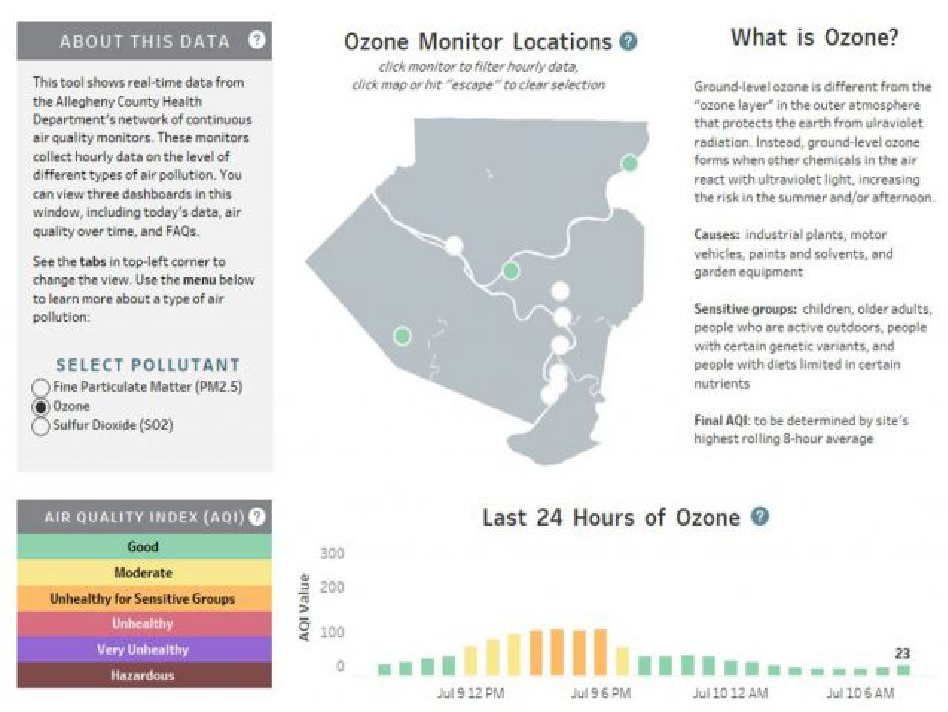 ABOUT THIS DATA ?
This tool shows real-time data from
the Allegheny County Health
Department's network of continuous
air quality monitors. These monitors
collect hourly data on the level of
different types of air pollution. You
can view three dashboards in this
window, including today's data, air
quality over time, and FAQs.
See the tabs in top-left corner to
change the view. Use the menu below
to learn more about a type of air
pollution:
SELECT POLLUTANT
Fine Particulate Matter (PM2.5)
Ozone
Sulfur Dioxide (SO2)
Ozone Monitor Locations ?
click monitor to filter hourly data,
click map or hit "escape" to clear selection
What is Ozone?
Ground-level ozone is different from the
"ozone layer" in the outer atmosphere
that protects the earth from ulraviolet
radiation. Instead, ground-level ozone
forms when other chemicals in the air
react with ultraviolet light, increasing
the risk in the summer and/or afternoon.
Causes: industrial plants, motor
vehicles, paints and solvents, and
garden equipment
Sensitive groups: children, older adults,
people who are active outdoors, people
with certain genetic variants, and
people with diets limited in certain
nutrients
Final AQI: to be determined by site's
highest rolling 8-hour average
AIR QUALITY INDEX (AQI) ?
Good
Moderate
Unhealthy for Sensitive Groups
Unhealthy
Very Unhealthy
Hazardous
Last 24 Hours of Ozone ?
AQI Value
300
200
100
0
23
Jul 9 12 PM
Jul 9 6 PM
Jul 10 12 AM
Jul 10 6 AM